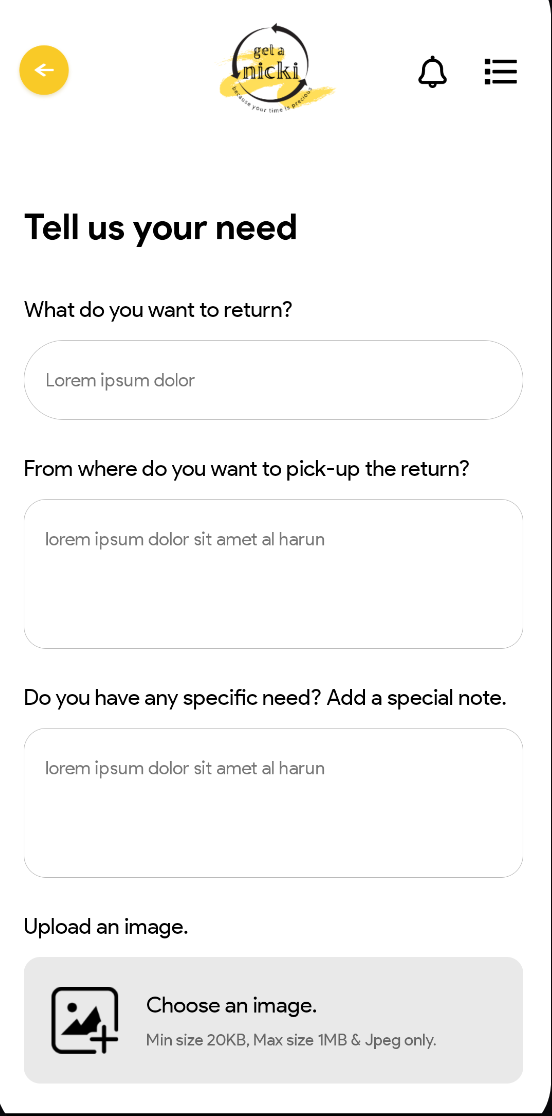 get a
nicki
because your time is precious
Tell us your need
What do you want to return?
Lorem ipsum dolor
From where do you want to pick-up the return?
lorem ipsum dolor sit amet al harun
Do you have any specific need? Add a special note.
lorem ipsum dolor sit amet al harun
Upload an image.
Choose an image.
Min size 20KB, Max size 1MB & Jpeg only.